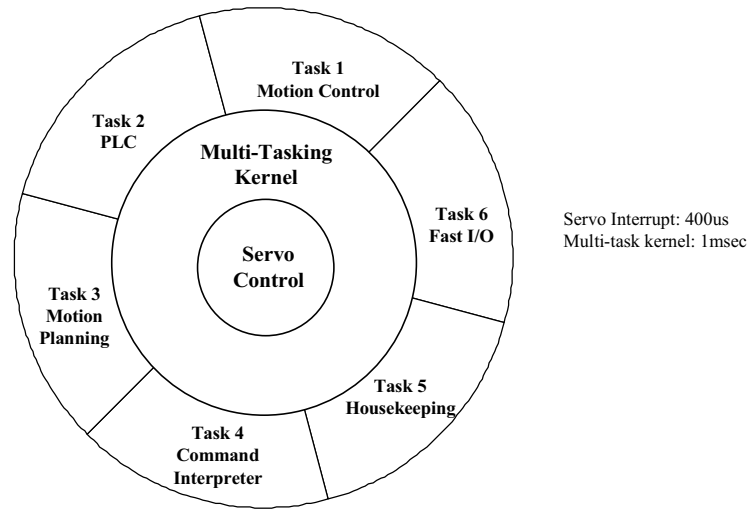 Task 1
Motion Control
Task 2
PLC
Multi-Tasking
Kernel
Task 6
Fast I/O
Servo
Control
Task 3
Motion
Planning
Task 5
Housekeeping
Task 4
Command
Interpreter
Servo Interrupt: 400us
Multi-task kernel: 1msec